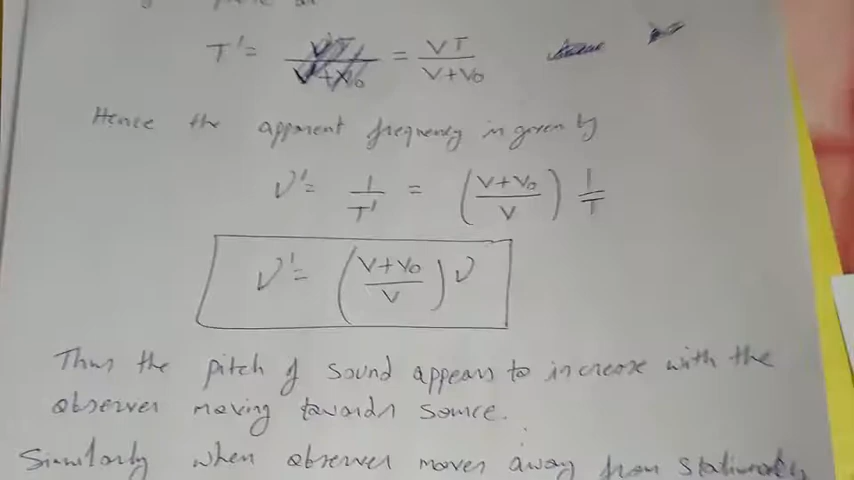 T' = = VT / V+V₀
Hence the apparent frequency is given by
ν' = 1 / T' = ( V+V₀ / V ) 1 / T
ν' = ( V+V₀ / V ) ν
Thus the pitch of sound appears to increase with the
observer moving towards source.
Similarly when observer moves away from stationary